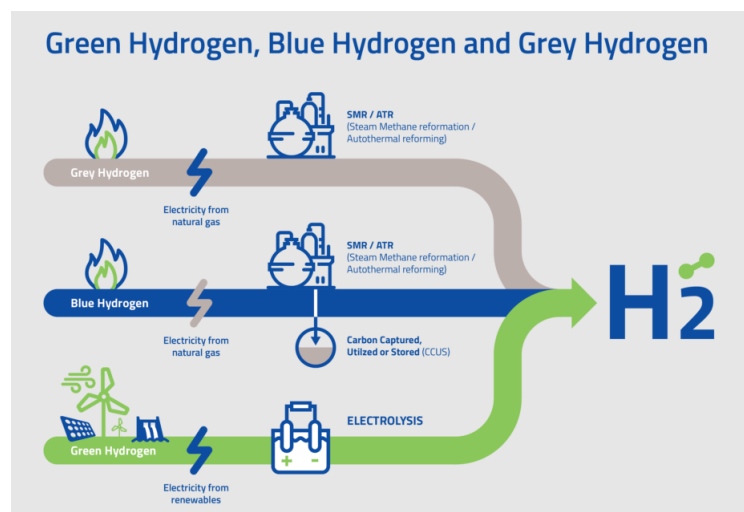 Green Hydrogen, Blue Hydrogen and Grey Hydrogen
SMR / ATR
(Steam Methane reformation /
Autothermal reforming)
Grey Hydrogen
Electricity from
natural gas
SMR / ATR
(Steam Methane reformation /
Autothermal reforming)
Blue Hydrogen
H2
Electricity from
natural gas
Carbon Captured,
Utilzed or Stored (CCUS)
ELECTROLYSIS
Green Hydrogen
+ -
Electricity from
renewables